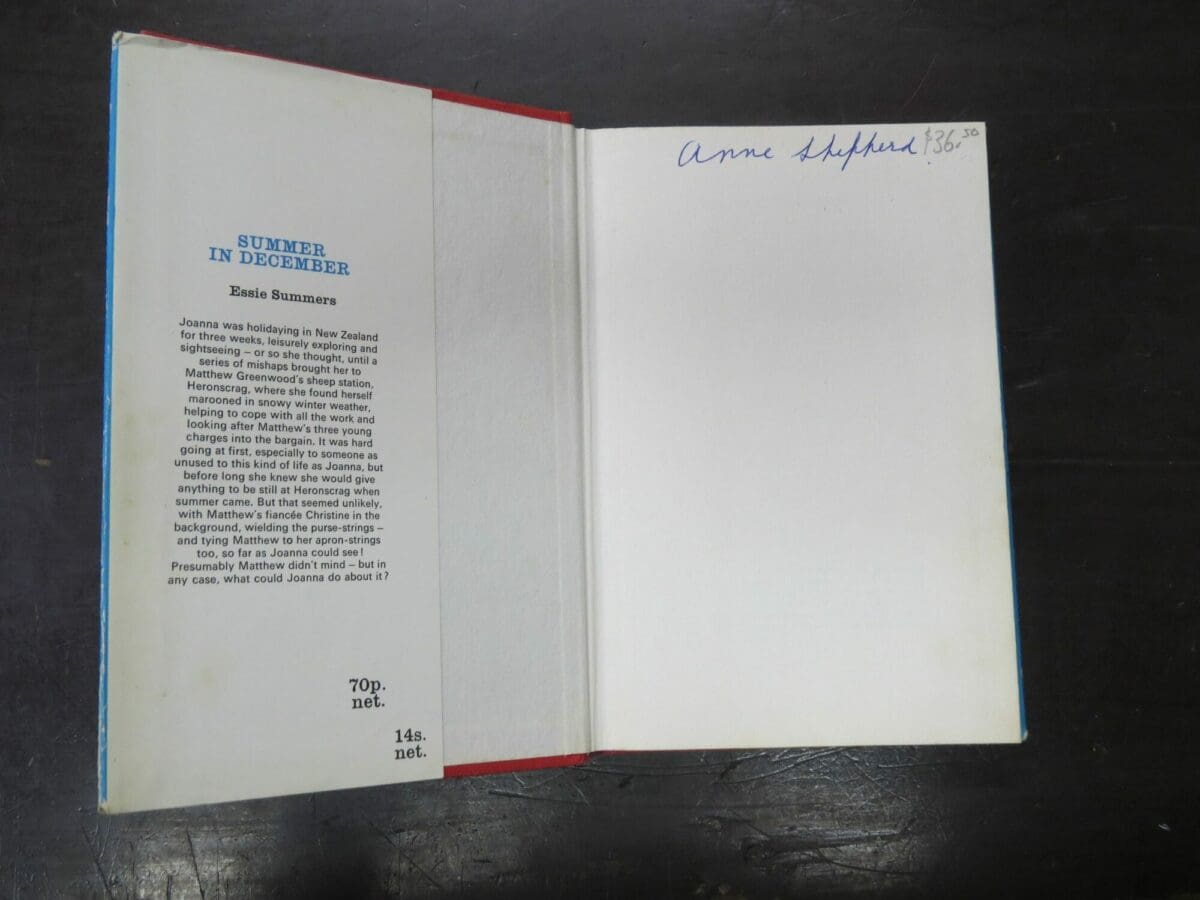 SUMMER
IN DECEMBER
Essie Summers
Joanna was holidaying in New Zealand
for three weeks, leisurely exploring and
sightseeing – or so she thought, until a
series of mishaps brought her to
Matthew Greenwood's sheep station,
Heronscrag, where she found herself
marooned in snowy winter weather,
helping to cope with all the work and
looking after Matthew's three young
charges into the bargain. It was hard
going at first, especially to someone as
unused to this kind of life as Joanna, but
before long she knew she would give
anything to be still at Heronscrag when
summer came. But that seemed unlikely,
with Matthew's fiancée Christine in the
background, wielding the purse-strings –
and tying Matthew to her apron-strings
too, so far as Joanna could see!
Presumably Matthew didn't mind – but in
any case, what could Joanna do about it?
70p.
net.
14s.
net.
Anne Shepherd $36.50